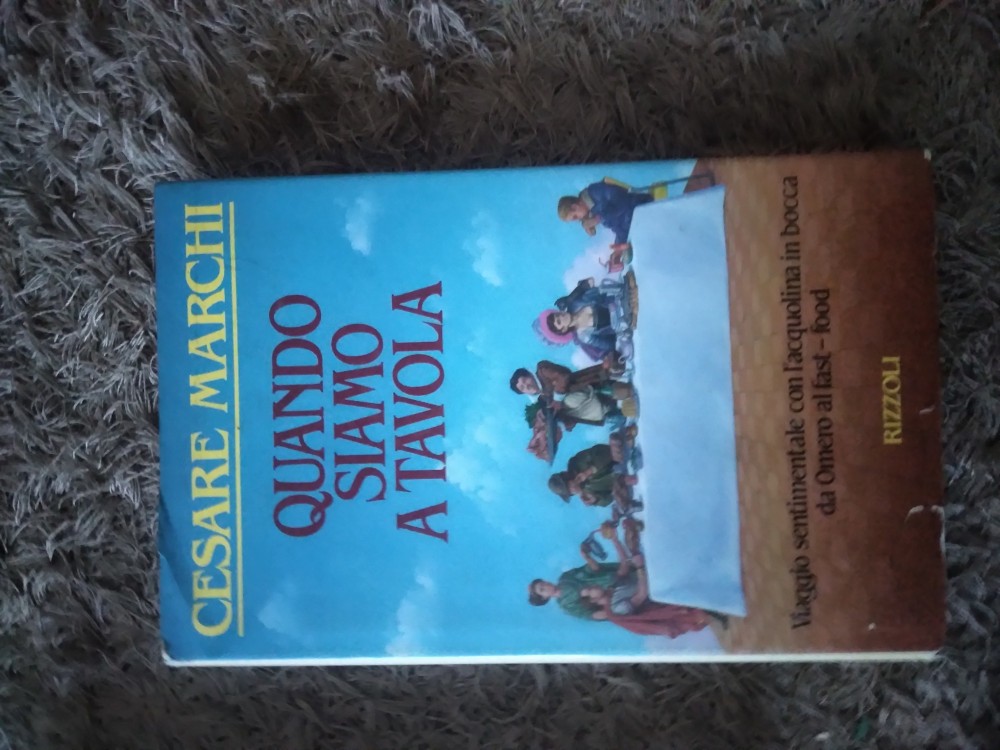 CESARE MARCHI
QUANDO
SIAMO
A TAVOLA
Viaggio sentimentale con l'acquolina in bocca
da Omero al fast-food
RIZZOLI